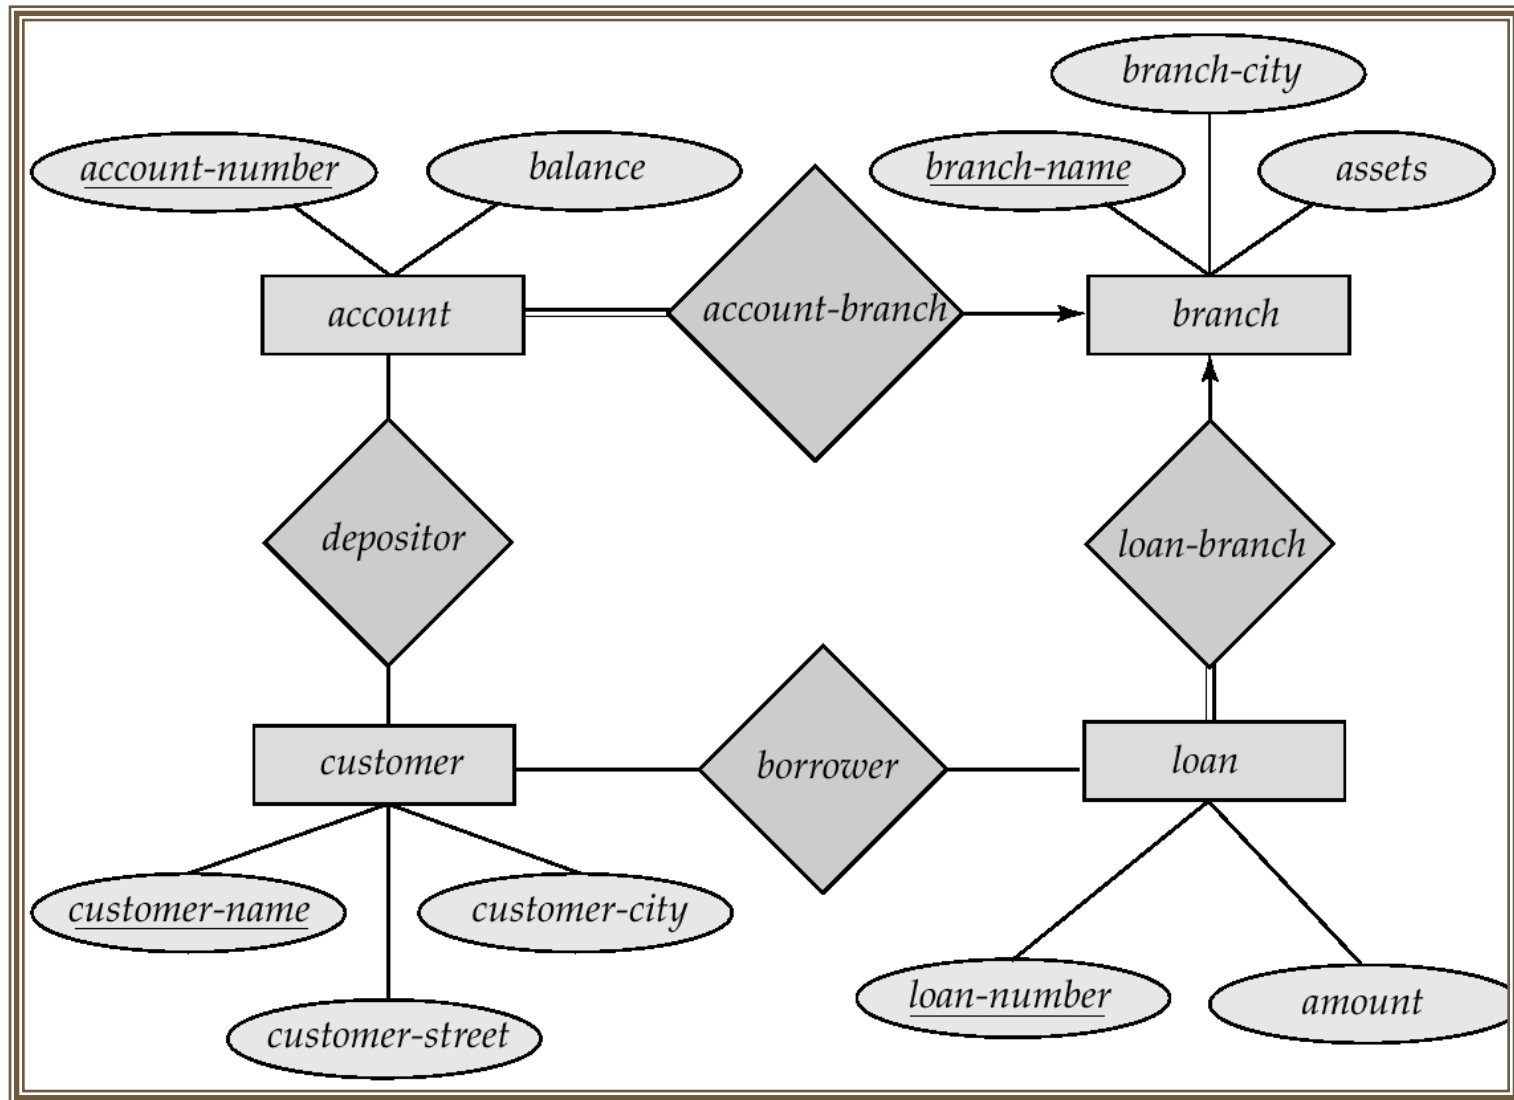 branch-city
account-number
balance
branch-name
assets
account
account-branch
branch
depositor
loan-branch
customer
borrower
loan
customer-name
customer-city
loan-number
amount
customer-street